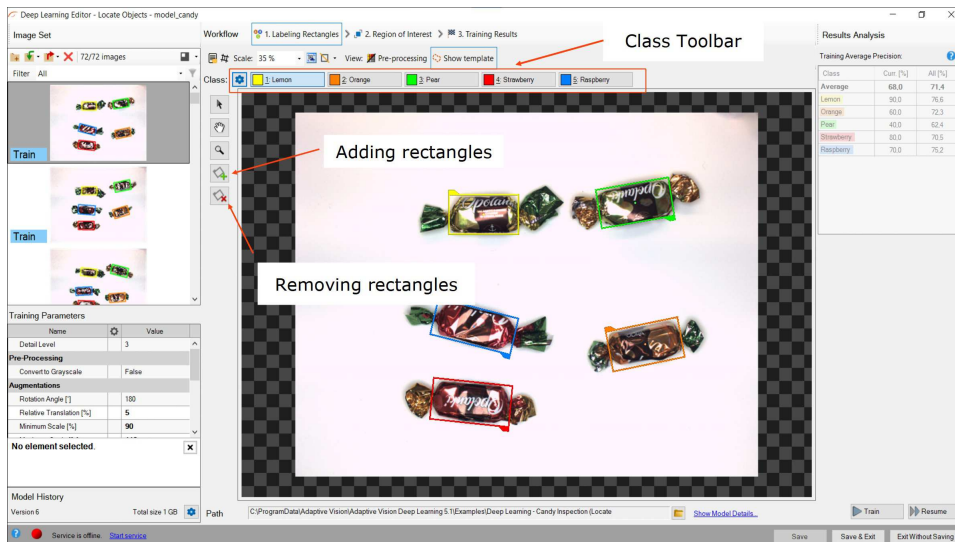 Deep Learning Editor - Locate Objects - model_candy
Image Set
Workflow
1. Labeling Rectangles
2. Region of Interest
3. Training Results
Results Analysis
72/72 images
Scale: 35 %
View:
Pre-processing
Show template
Class Toolbar
Training Average Precision:
Filter All
Class:
1: Lemon
2: Orange
3: Pear
4: Strawberry
5: Raspberry
Class Curr. [%] All [%]
Average 68,0 71,4
Lemon 90,0 76,6
Orange 60,0 72,3
Pear 40,0 62,4
Strawberry 80,0 70,5
Raspberry 70,0 75,2
Train
Adding rectangles
Train
Removing rectangles
Training Parameters
Name Value
Detail Level 3
Pre-Processing
Convert to Grayscale False
Augmentations
Rotation Angle [°] 180
Relative Translation [%] 5
Minimum Scale [%] 90
No element selected.
Model History
Version 6 Total size 1 GB
Path
C:\ProgramData\Adaptive Vision\Adaptive Vision Deep Learning 5.1\Examples\Deep Learning - Candy Inspection (Locate
Show Model Details...
Train
Resume
Service is offline. Start service
Save
Save & Exit
Exit Without Saving